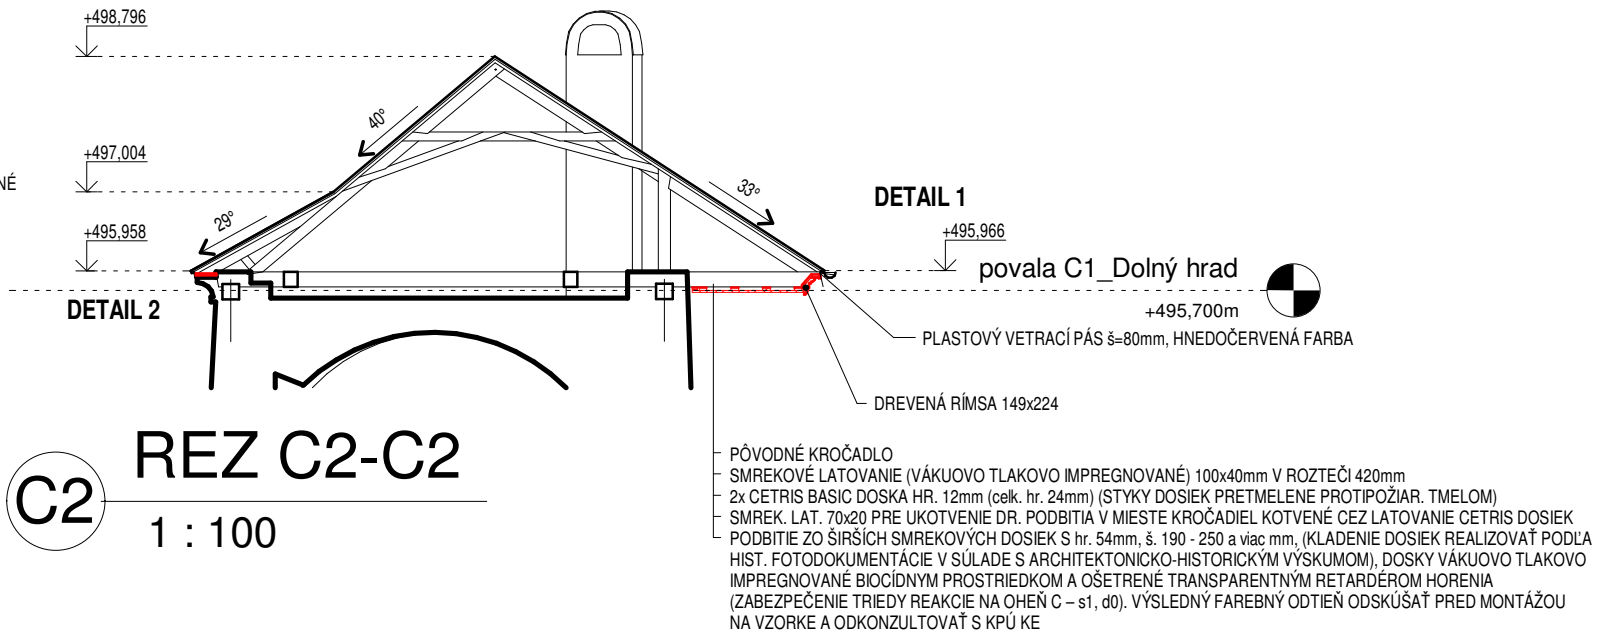 +498,796
40°
+497,004
NÉ
33°
DETAIL 1
29°
+495,958
+495,966
povala C1_Dolný hrad
DETAIL 2
+495,700m
PLASTOVÝ VETRACÍ PÁS š=80mm, HNEDOČERVENÁ FARBA
DREVENÁ RÍMSA 149x224
C2
REZ C2-C2
1 : 100
PÔVODNÉ KROČADLO
SMREKOVÉ LATOVANIE (VÁKUOVO TLAKOVO IMPREGNOVANÉ) 100x40mm V ROZTEČI 420mm
2x CETRIS BASIC DOSKA HR. 12mm (celk. hr. 24mm) (STYKY DOSIEK PRETMELENE PROTIPOŽIAR. TMELOM)
SMREK. LAT. 70x20 PRE UKOTVENIE DR. PODBITIA V MIESTE KROČADIEL KOTVENÉ CEZ LATOVANIE CETRIS DOSIEK
PODBITIE ZO ŠIRŠÍCH SMREKOVÝCH DOSIEK S hr. 54mm, š. 190 - 250 a viac mm, (KLADENIE DOSIEK REALIZOVAŤ PODĽA
HIST. FOTODOKUMENTÁCIE V SÚLADE S ARCHITEKTONICKO-HISTORICKÝM VÝSKUMOM), DOSKY VÁKUOVO TLAKOVO
IMPREGNOVANÉ BIOCÍDNYM PROSTRIEDKOM A OŠETRENÉ TRANSPARENTNÝM RETARDÉROM HORENIA
(ZABEZPEČENIE TRIEDY REAKCIE NA OHEŇ C – s1, d0). VÝSLEDNÝ FAREBNÝ ODTIEŇ ODSKÚŠAŤ PRED MONTÁŽOU
NA VZORKE A ODKONZULTOVAŤ S KPÚ KE